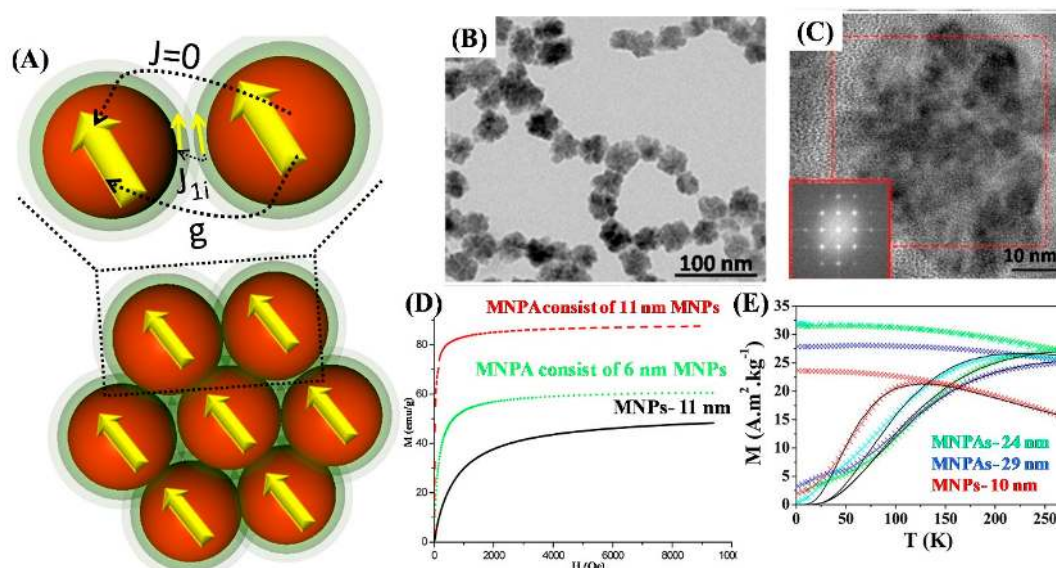 (A)
J=0
J1i
g
(B)
100 nm
(C)
10 nm
(D)
MNPA consist of 11 nm MNPs
MNPA consist of 6 nm MNPs
MNPs- 11 nm
M (emu/g)
80
60
40
20
0
0 2000 4000 6000 8000 1000
H (Oe)
(E)
MNPAs- 24 nm
MNPAs- 29 nm
MNPs- 10 nm
M (A.m².kg⁻¹)
35
30
25
20
15
10
5
0
0 50 100 150 200 250
T (K)